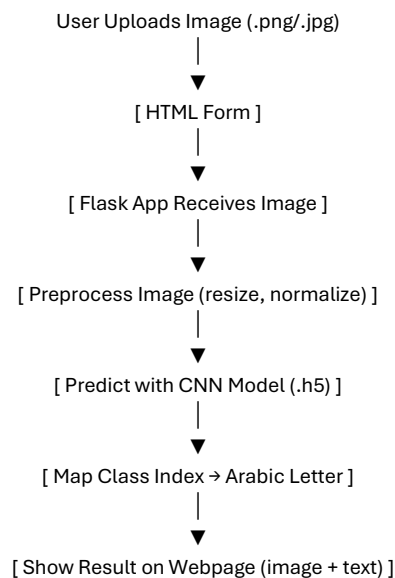 User Uploads Image (.png/.jpg)
[ HTML Form ]
[ Flask App Receives Image ]
[ Preprocess Image (resize, normalize) ]
[ Predict with CNN Model (.h5) ]
[ Map Class Index → Arabic Letter ]
[ Show Result on Webpage (image + text) ]